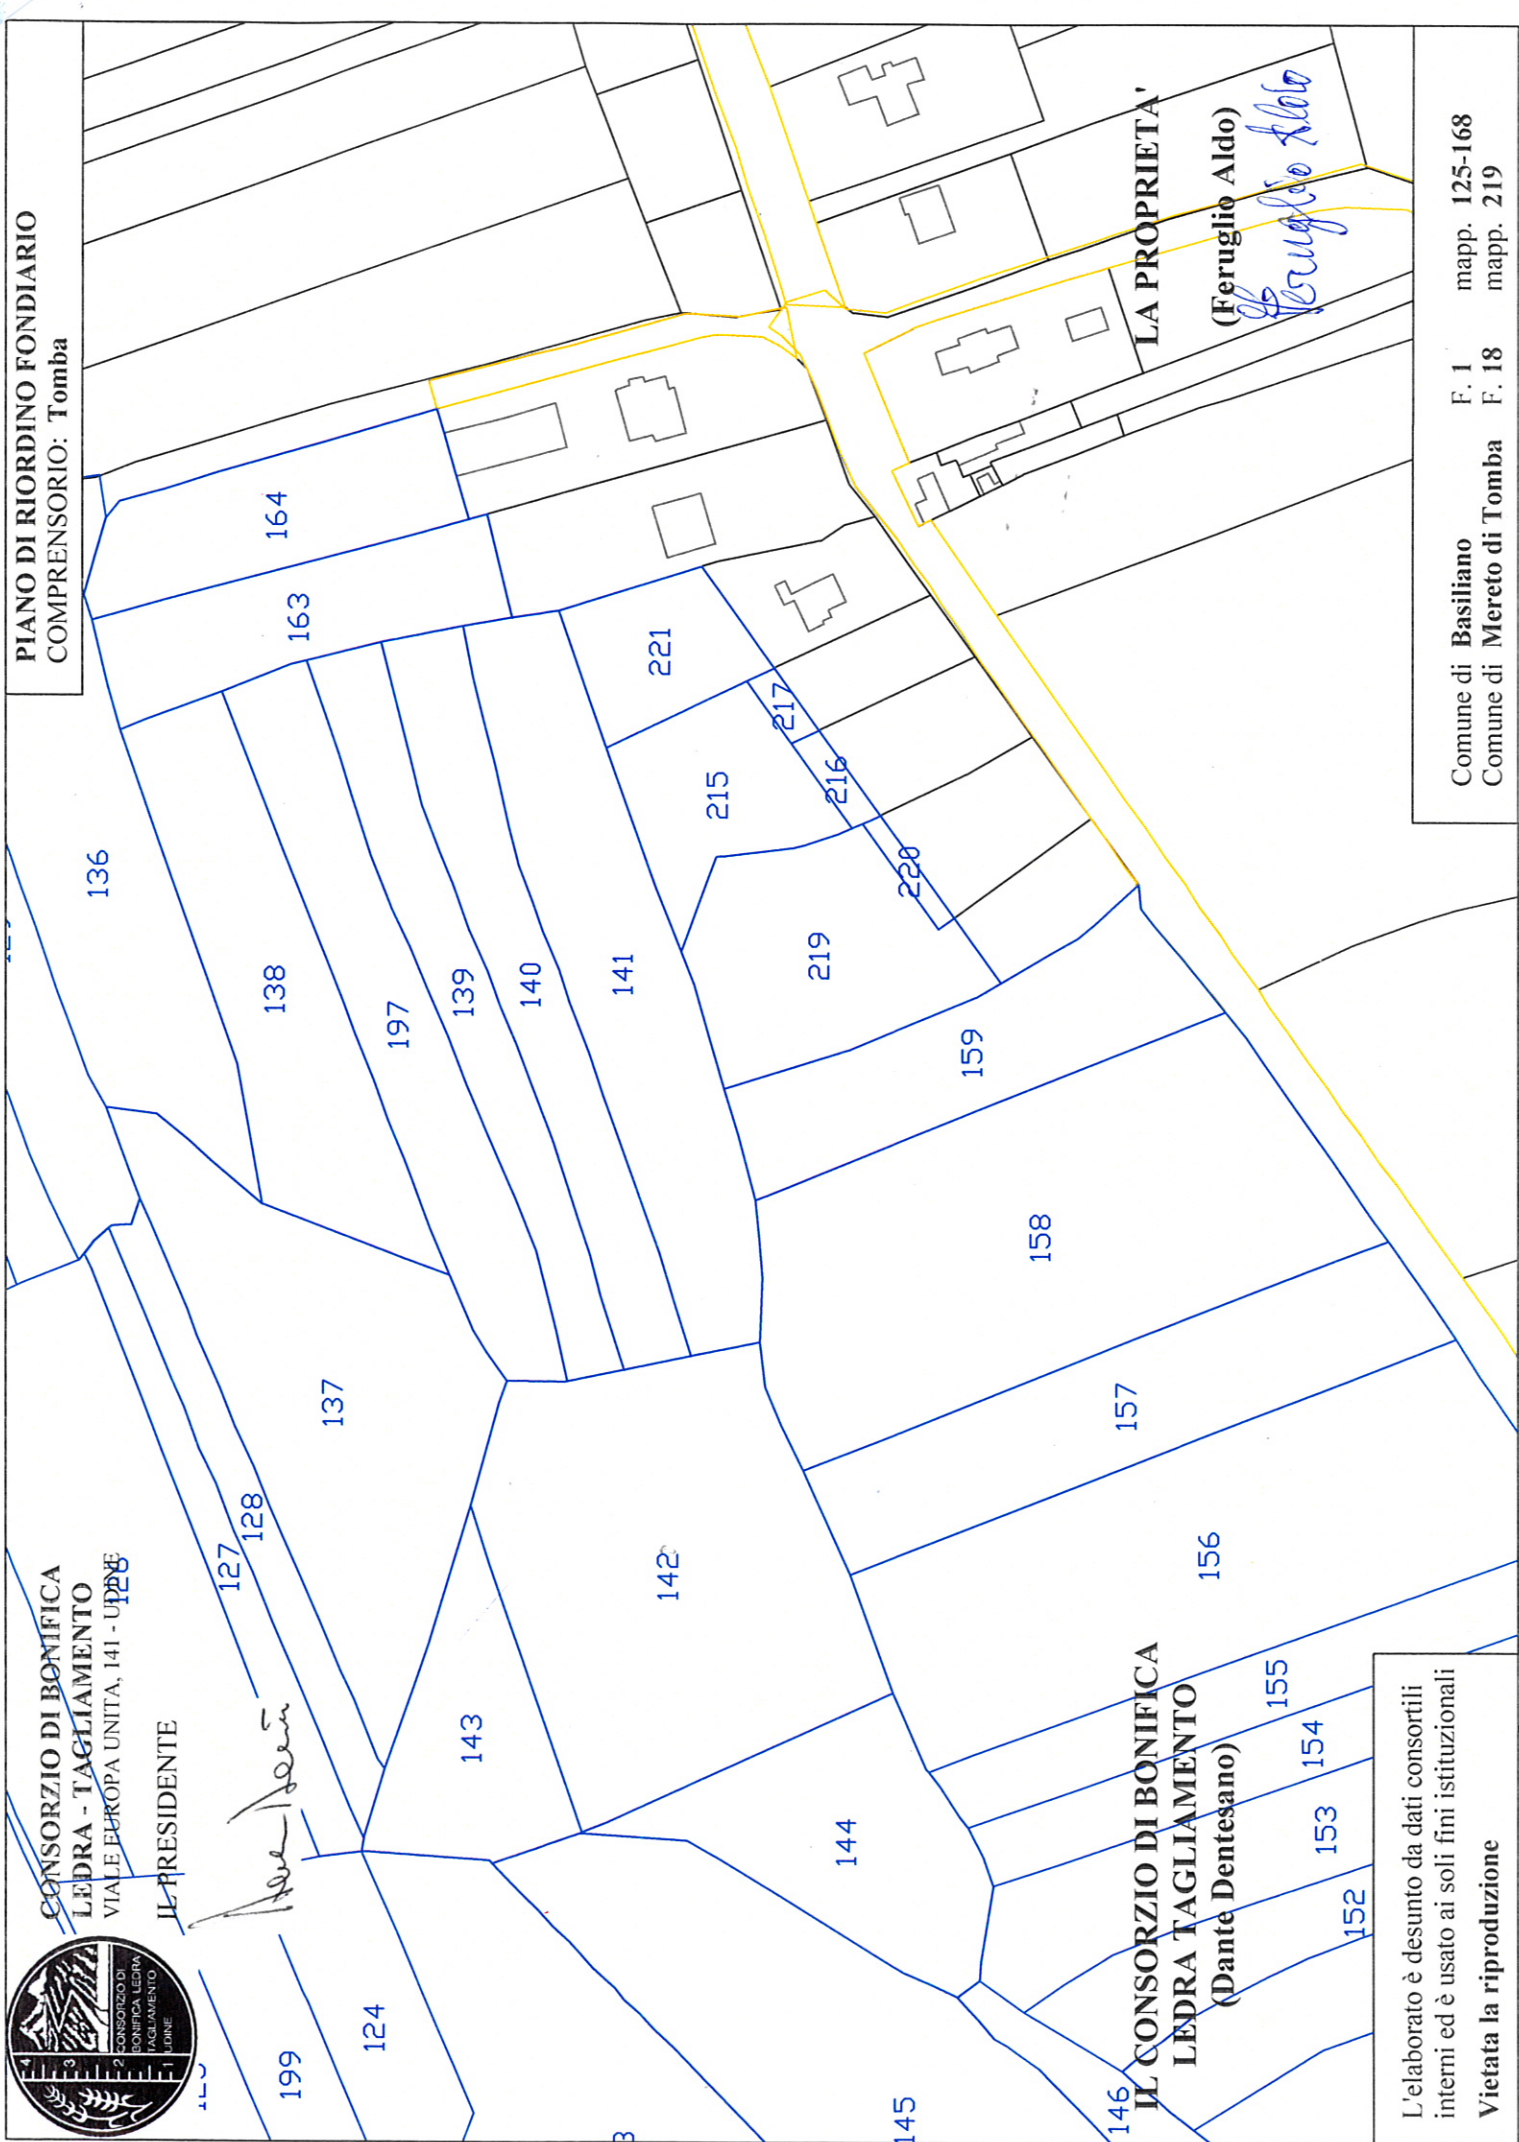 CONSORZIO DI BONIFICA
LEDRA - TAGLIAMENTO
VIALE EUROPA UNITA, 141 - UDINE
IL PRESIDENTE
4
3
2
1
CONSORZIO DI
BONIFICA LEDRA
TAGLIAMENTO
UDINE
PIANO DI RIORDINO FONDIARIO
COMPRENSORIO: Tomba
136
164
163
138
197
139
140
141
221
217
215
216
220
219
159
158
157
156
155
154
153
152
137
128
127
126
142
143
144
124
199
145
146
LA PROPRIETA'
(Feruglio Aldo)
Feruglio Aldo
IL CONSORZIO DI BONIFICA
LEDRA TAGLIAMENTO
(Dante Dentesano)
L'elaborato è desunto da dati consortili
interni ed è usato ai soli fini istituzionali
Vietata la riproduzione
Comune di Basiliano F. 1 mapp. 125-168
Comune di Mereto di Tomba F. 18 mapp. 219